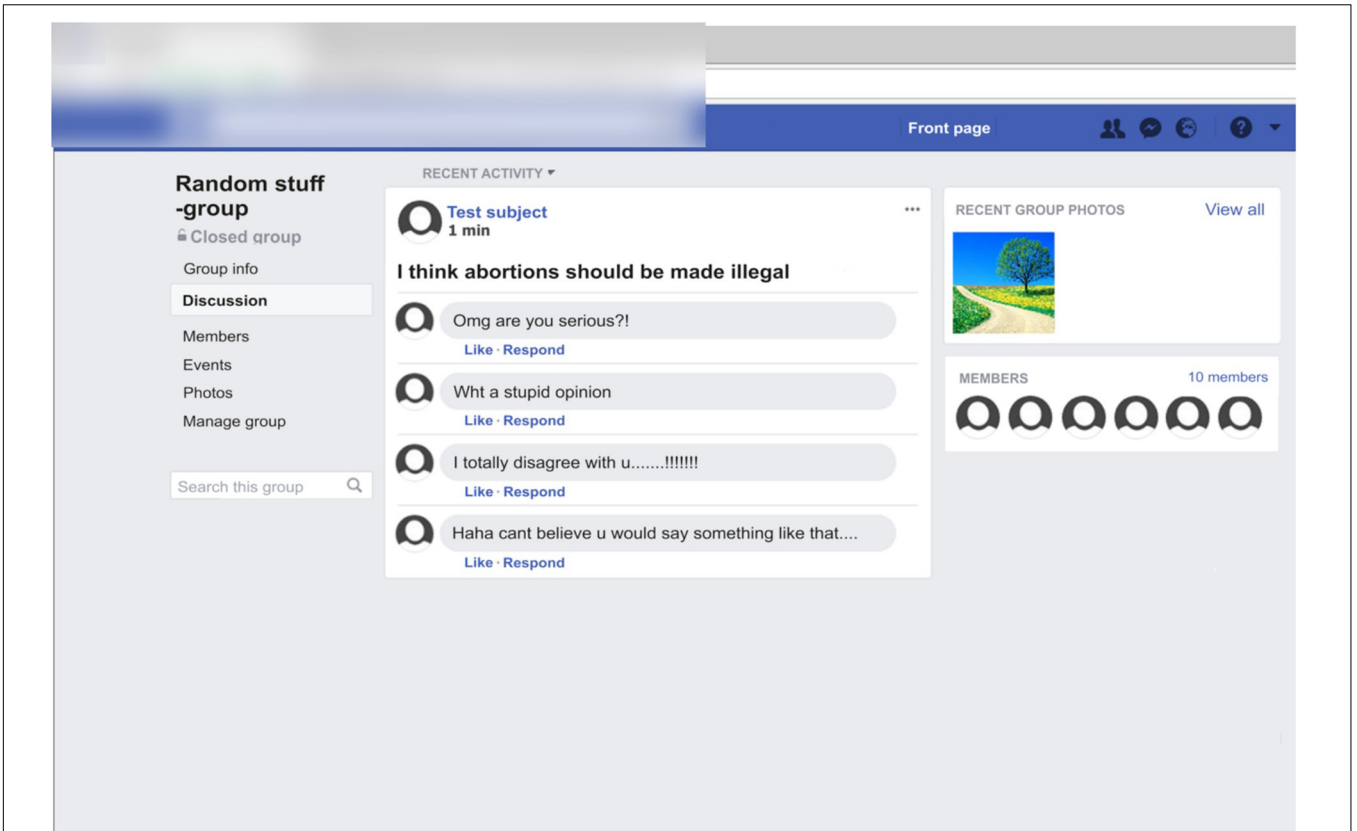 Front page
Random stuff
-group
Closed group
Group info
Discussion
Members
Events
Photos
Manage group
Search this group
RECENT ACTIVITY
Test subject
1 min
I think abortions should be made illegal
Omg are you serious?!
Like · Respond
Wht a stupid opinion
Like · Respond
I totally disagree with u.......!!!!!!!
Like · Respond
Haha cant believe u would say something like that....
Like · Respond
RECENT GROUP PHOTOS
View all
MEMBERS
10 members